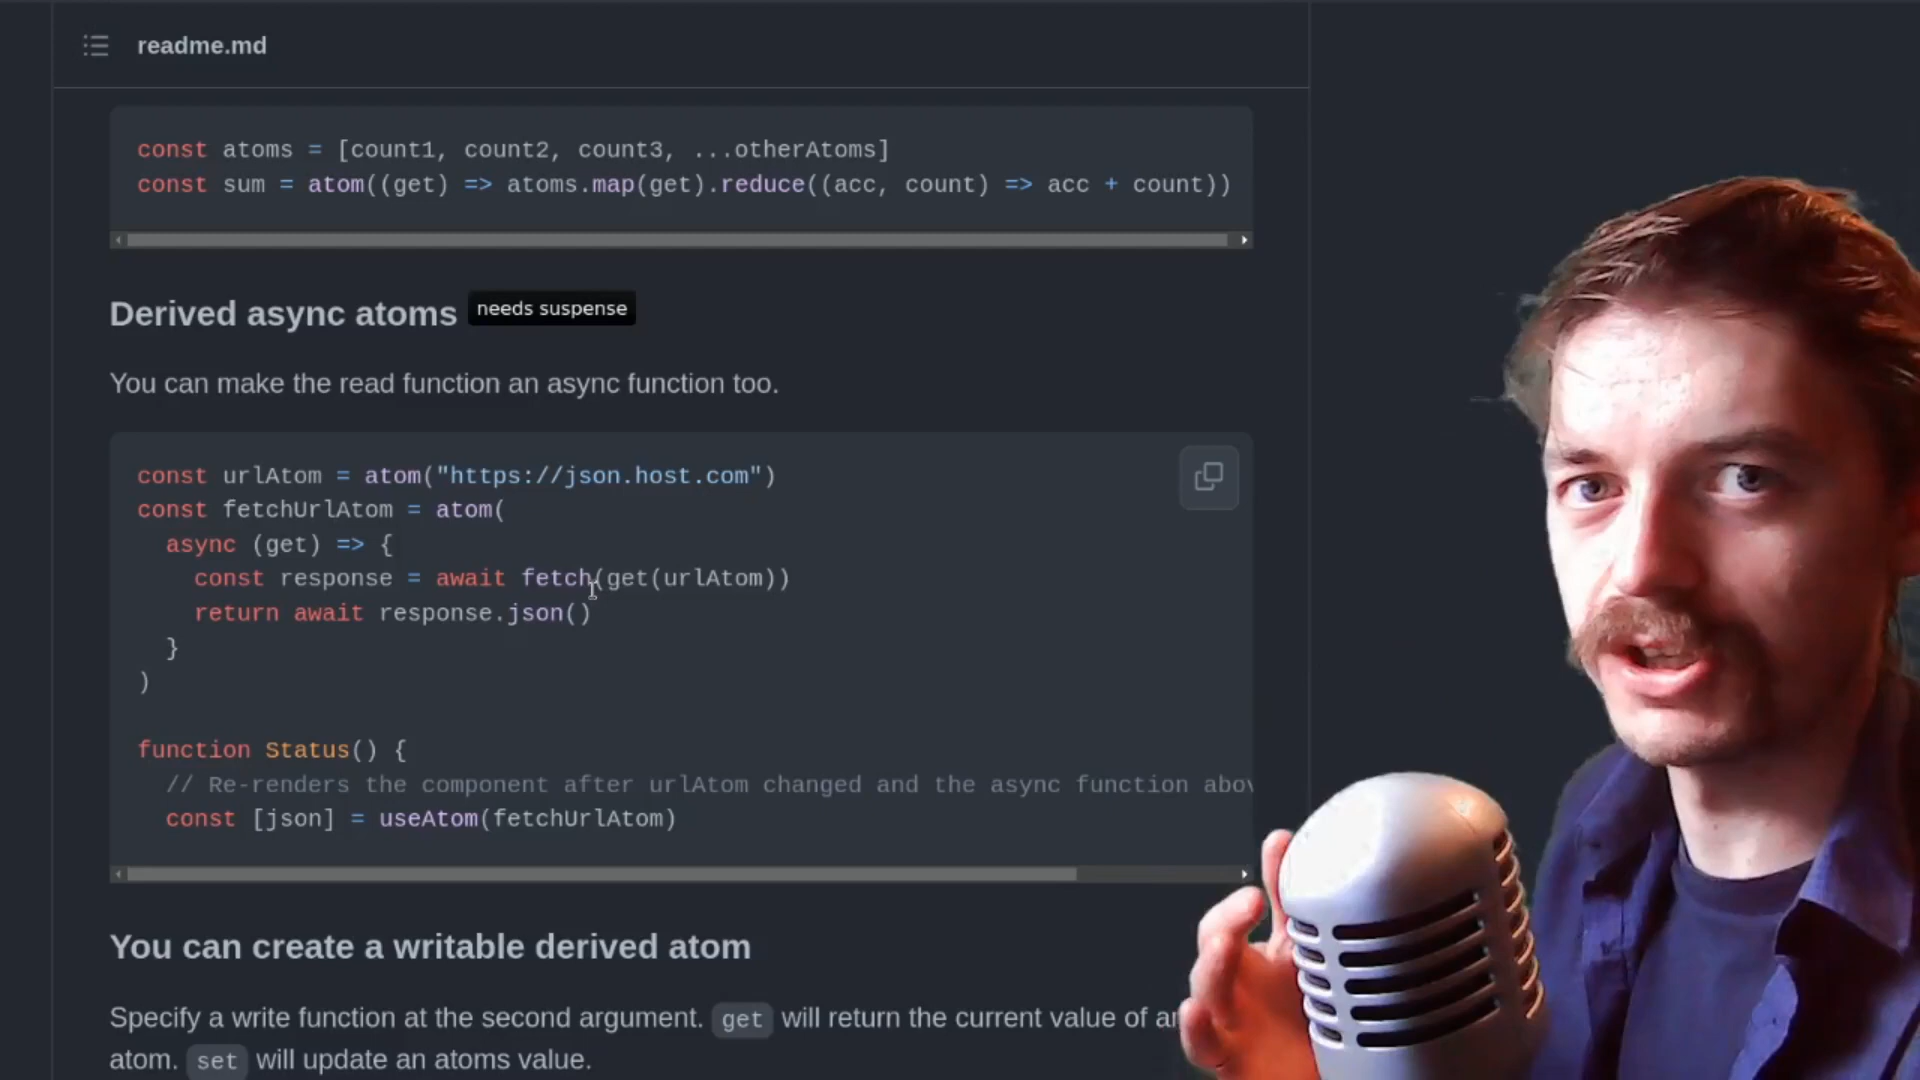 readme.md
const atoms = [count1, count2, count3, ...otherAtoms]
const sum = atom((get) => atoms.map(get).reduce((acc, count) => acc + count))
Derived async atoms needs suspense
You can make the read function an async function too.
const urlAtom = atom("https://json.host.com")
const fetchUrlAtom = atom(
  async (get) => {
    const response = await fetch(get(urlAtom))
    return await response.json()
  }
)
function Status() {
  // Re-renders the component after urlAtom changed and the async function
  const [json] = useAtom(fetchUrlAtom)
You can create a writable derived atom
Specify a write function at the second argument. get will return the current value of
atom. set will update an atoms value.